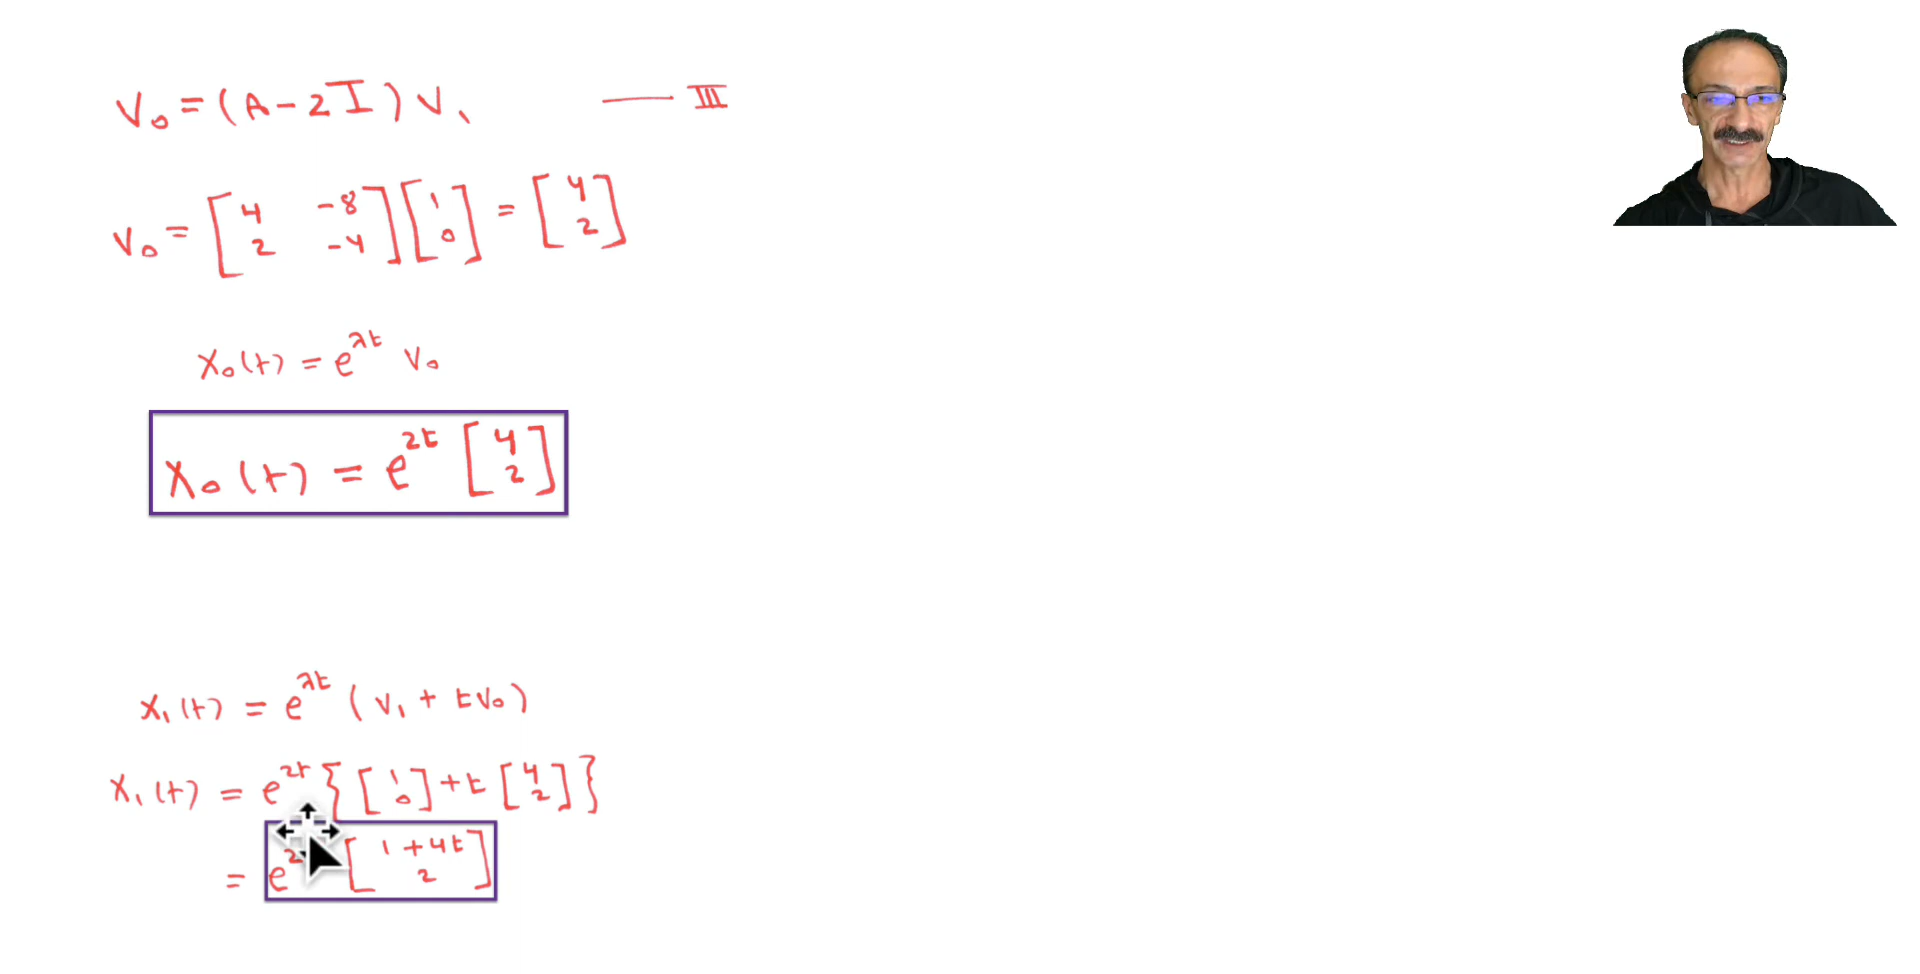 V₀ = (A - 2I) V₁ —— III
V₀ = [4 -8; 2 -4] [1; 0] = [4; 2]
X₀(t) = e^{λt} V₀
X₀(t) = e^{2t} [4; 2]
X₁(t) = e^{λt} (V₁ + tV₀)
X₁(t) = e^{2t} { [1; 0] + t [4; 2] }
= e^{2} [1 + 4t; 2]